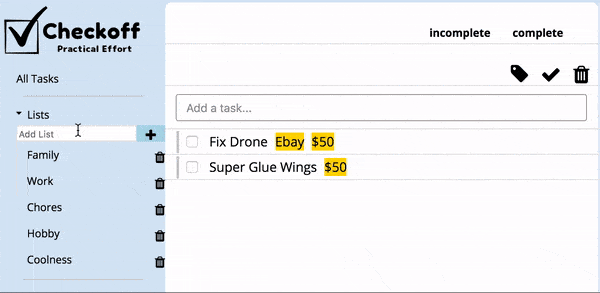 Checkoff
Practical Effort
incomplete complete
All Tasks
Lists
Add List
Family
Work
Chores
Hobby
Coolness
Add a task...
Fix Drone Ebay $50
Super Glue Wings $50